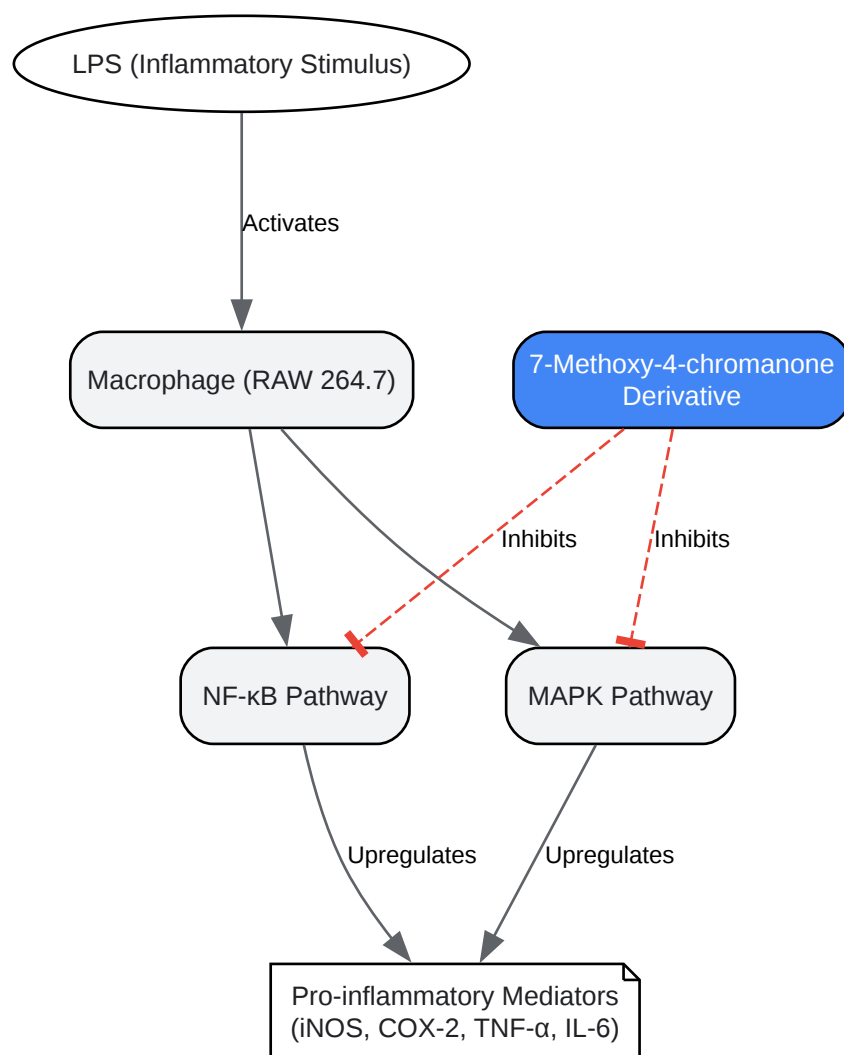 LPS (Inflammatory Stimulus)
Activates
Macrophage (RAW 264.7)
7-Methoxy-4-chromanone
Derivative
Inhibits
Inhibits
NF-κB Pathway
MAPK Pathway
Upregulates
Upregulates
Pro-inflammatory Mediators
(iNOS, COX-2, TNF-α, IL-6)